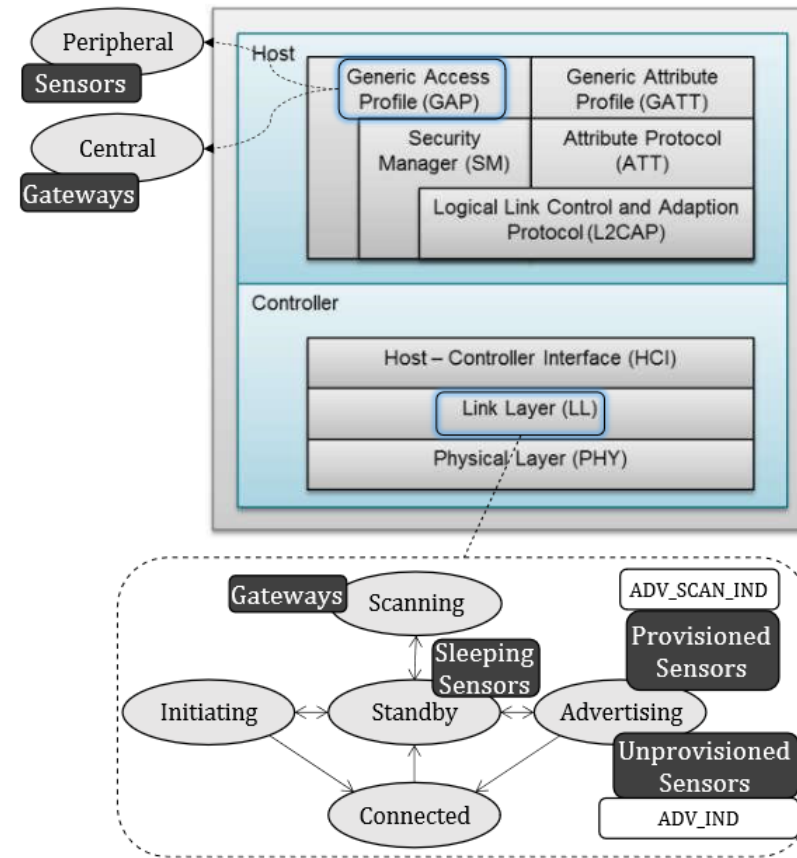 Peripheral
Sensors
Central
Gateways
Host
Generic Access
Profile (GAP)
Generic Attribute
Profile (GATT)
Security
Manager (SM)
Attribute Protocol
(ATT)
Logical Link Control and Adaption
Protocol (L2CAP)
Controller
Host – Controller Interface (HCI)
Link Layer (LL)
Physical Layer (PHY)
Gateways
Scanning
ADV_SCAN_IND
Provisioned
Sensors
Sleeping
Sensors
Initiating
Standby
Advertising
Unprovisioned
Sensors
ADV_IND
Connected